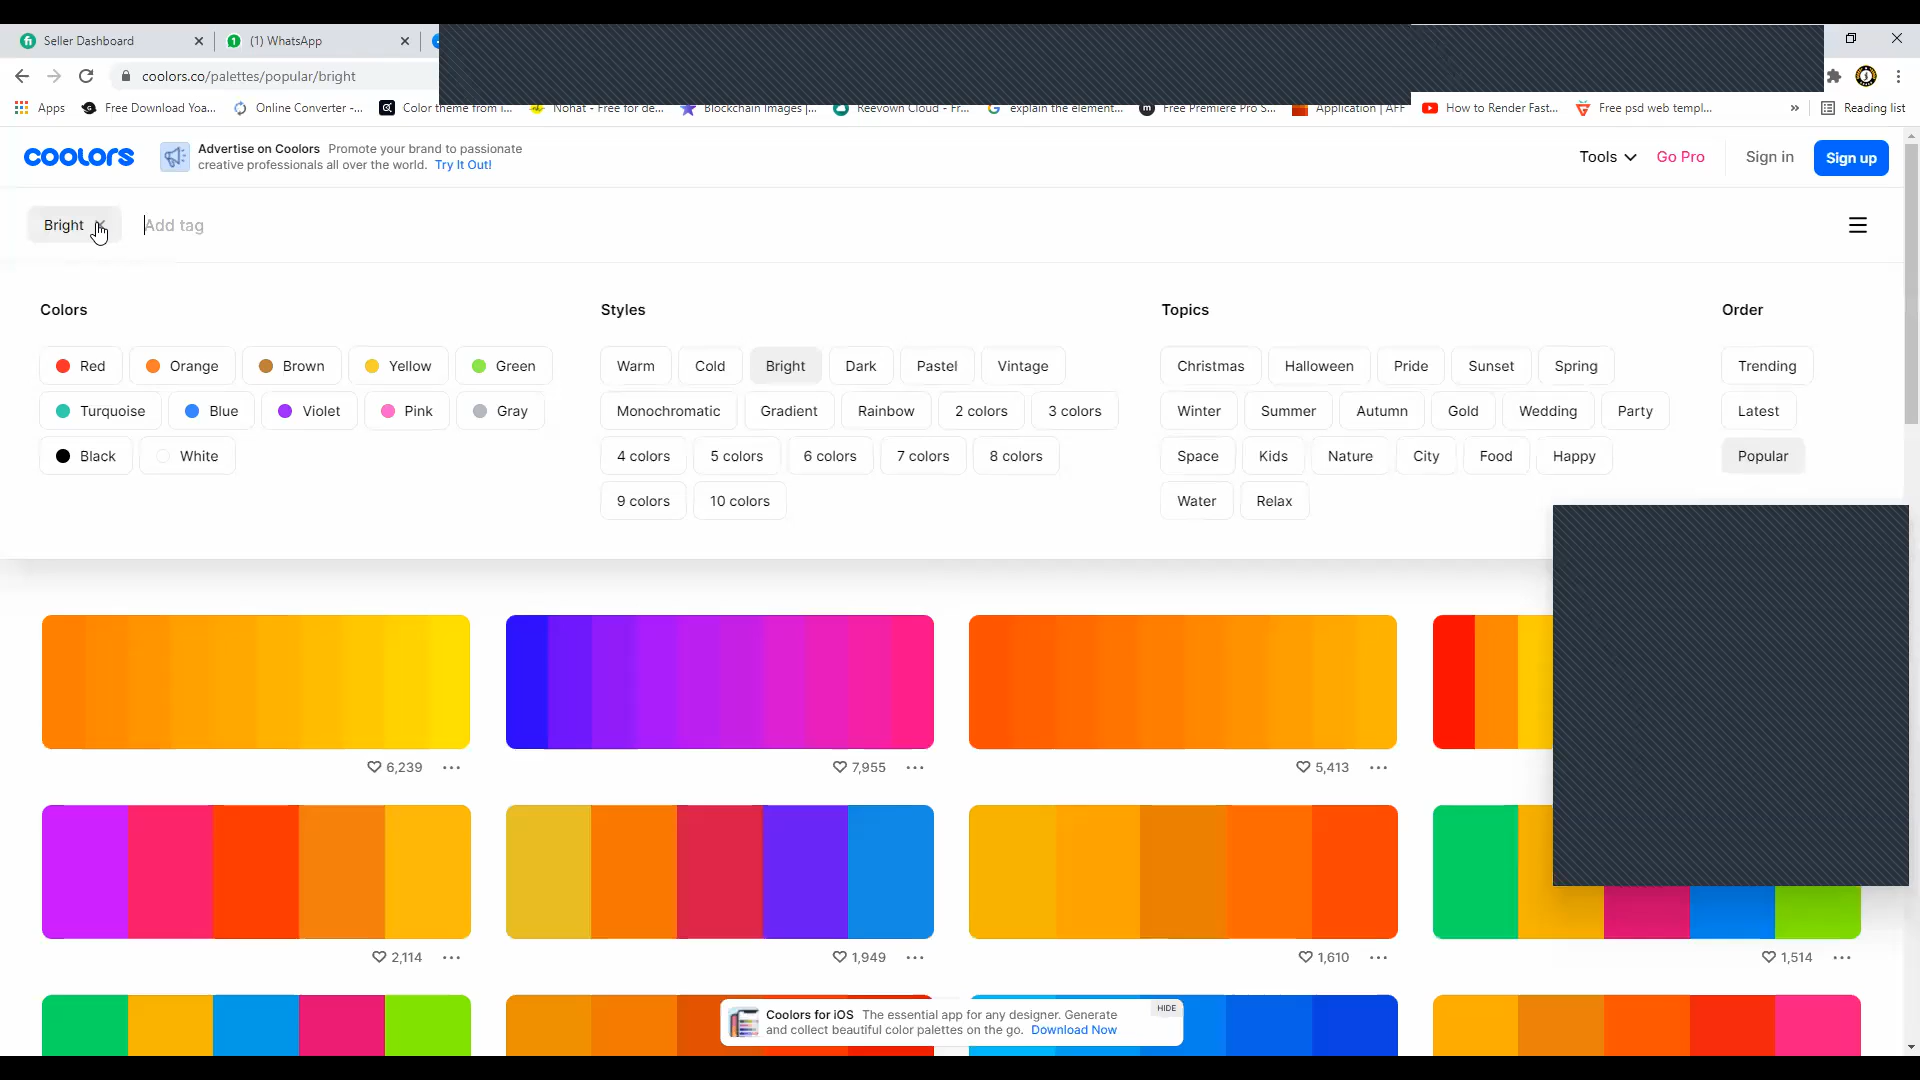 Seller Dashboard
(1) WhatsApp
coolors.co/palettes/popular/bright
Apps
Free Download Yoa...
Online Converter -...
Color theme from i...
Nohat - Free for de...
Blockchain Images |...
Reevown Cloud - Fr...
explain the element...
Free Premiere Pro S...
Application | AFF
How to Render Fast...
Free psd web templ...
»
Reading list
coolors
Advertise on Coolors Promote your brand to passionate
creative professionals all over the world. Try It Out!
Tools
Go Pro
Sign in
Sign up
Bright
Add tag
Colors
Styles
Topics
Order
Red
Orange
Brown
Yellow
Green
Turquoise
Blue
Violet
Pink
Gray
Black
White
Warm
Cold
Bright
Dark
Pastel
Vintage
Monochromatic
Gradient
Rainbow
2 colors
3 colors
4 colors
5 colors
6 colors
7 colors
8 colors
9 colors
10 colors
Christmas
Halloween
Pride
Sunset
Spring
Winter
Summer
Autumn
Gold
Wedding
Party
Space
Kids
Nature
City
Food
Happy
Water
Relax
Trending
Latest
Popular
6,239
7,955
5,413
2,114
1,949
1,610
1,514
Coolors for iOS The essential app for any designer. Generate
and collect beautiful color palettes on the go. Download Now
HIDE